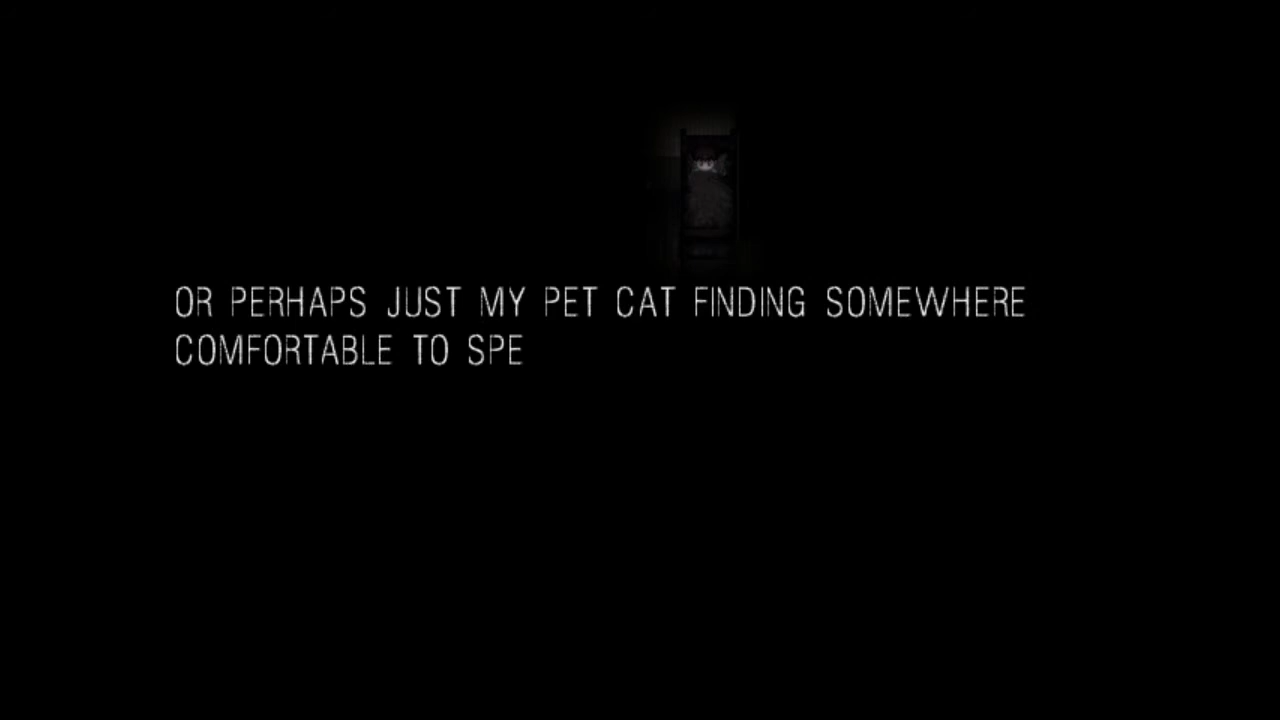 OR PERHAPS JUST MY PET CAT FINDING SOMEWHERE
COMFORTABLE TO SPE